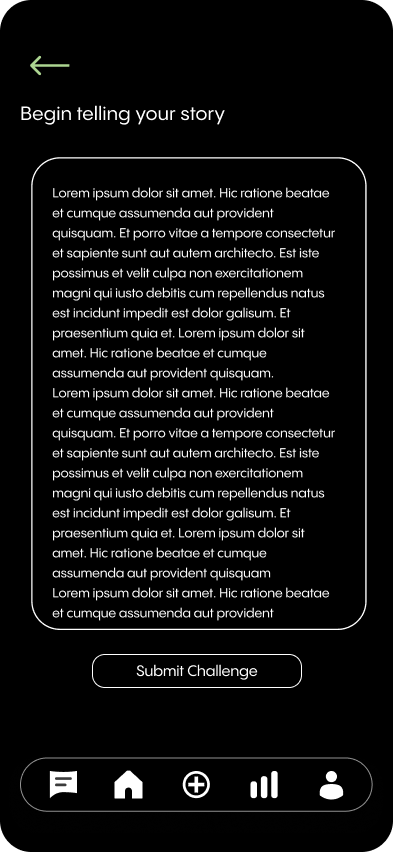 Begin telling your story
Lorem ipsum dolor sit amet. Hic ratione beatae
et cumque assumenda aut provident
quisquam. Et porro vitae a tempore consectetur
et sapiente sunt aut autem architecto. Est iste
possimus et velit culpa non exercitationem
magni qui iusto debitis cum repellendus natus
est incidunt impedit est dolor galisum. Et
praesentium quia et. Lorem ipsum dolor sit
amet. Hic ratione beatae et cumque
assumenda aut provident quisquam.
Lorem ipsum dolor sit amet. Hic ratione beatae
et cumque assumenda aut provident
quisquam. Et porro vitae a tempore consectetur
et sapiente sunt aut autem architecto. Est iste
possimus et velit culpa non exercitationem
magni qui iusto debitis cum repellendus natus
est incidunt impedit est dolor galisum. Et
praesentium quia et. Lorem ipsum dolor sit
amet. Hic ratione beatae et cumque
assumenda aut provident quisquam
Lorem ipsum dolor sit amet. Hic ratione beatae
et cumque assumenda aut provident
Submit Challenge